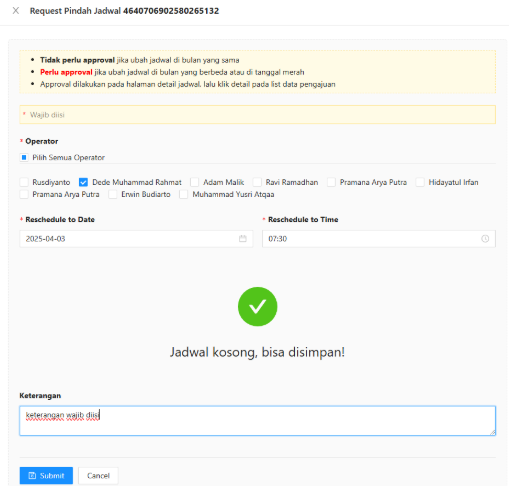 Request Pindah Jadwal 4640706902580265132
Tidak perlu approval jika ubah jadwal di bulan yang sama
Perlu approval jika ubah jadwal di bulan yang berbeda atau di tanggal merah
Approval dilakukan pada halaman detail jadwal. lalu klik detail pada list data pengajuan
* Wajib diisi
* Operator
Pilih Semua Operator
Rusdiyanto Dede Muhammad Rahmat Adam Malik Ravi Ramadhan Pramana Arya Putra Hidayatul Irfan
Pramana Arya Putra Erwin Budiarto Muhammad Yusri Atqaa
* Reschedule to Date * Reschedule to Time
2025-04-03 07:30
Jadwal kosong, bisa disimpan!
Keterangan
keterangan wajib diisi
Submit Cancel